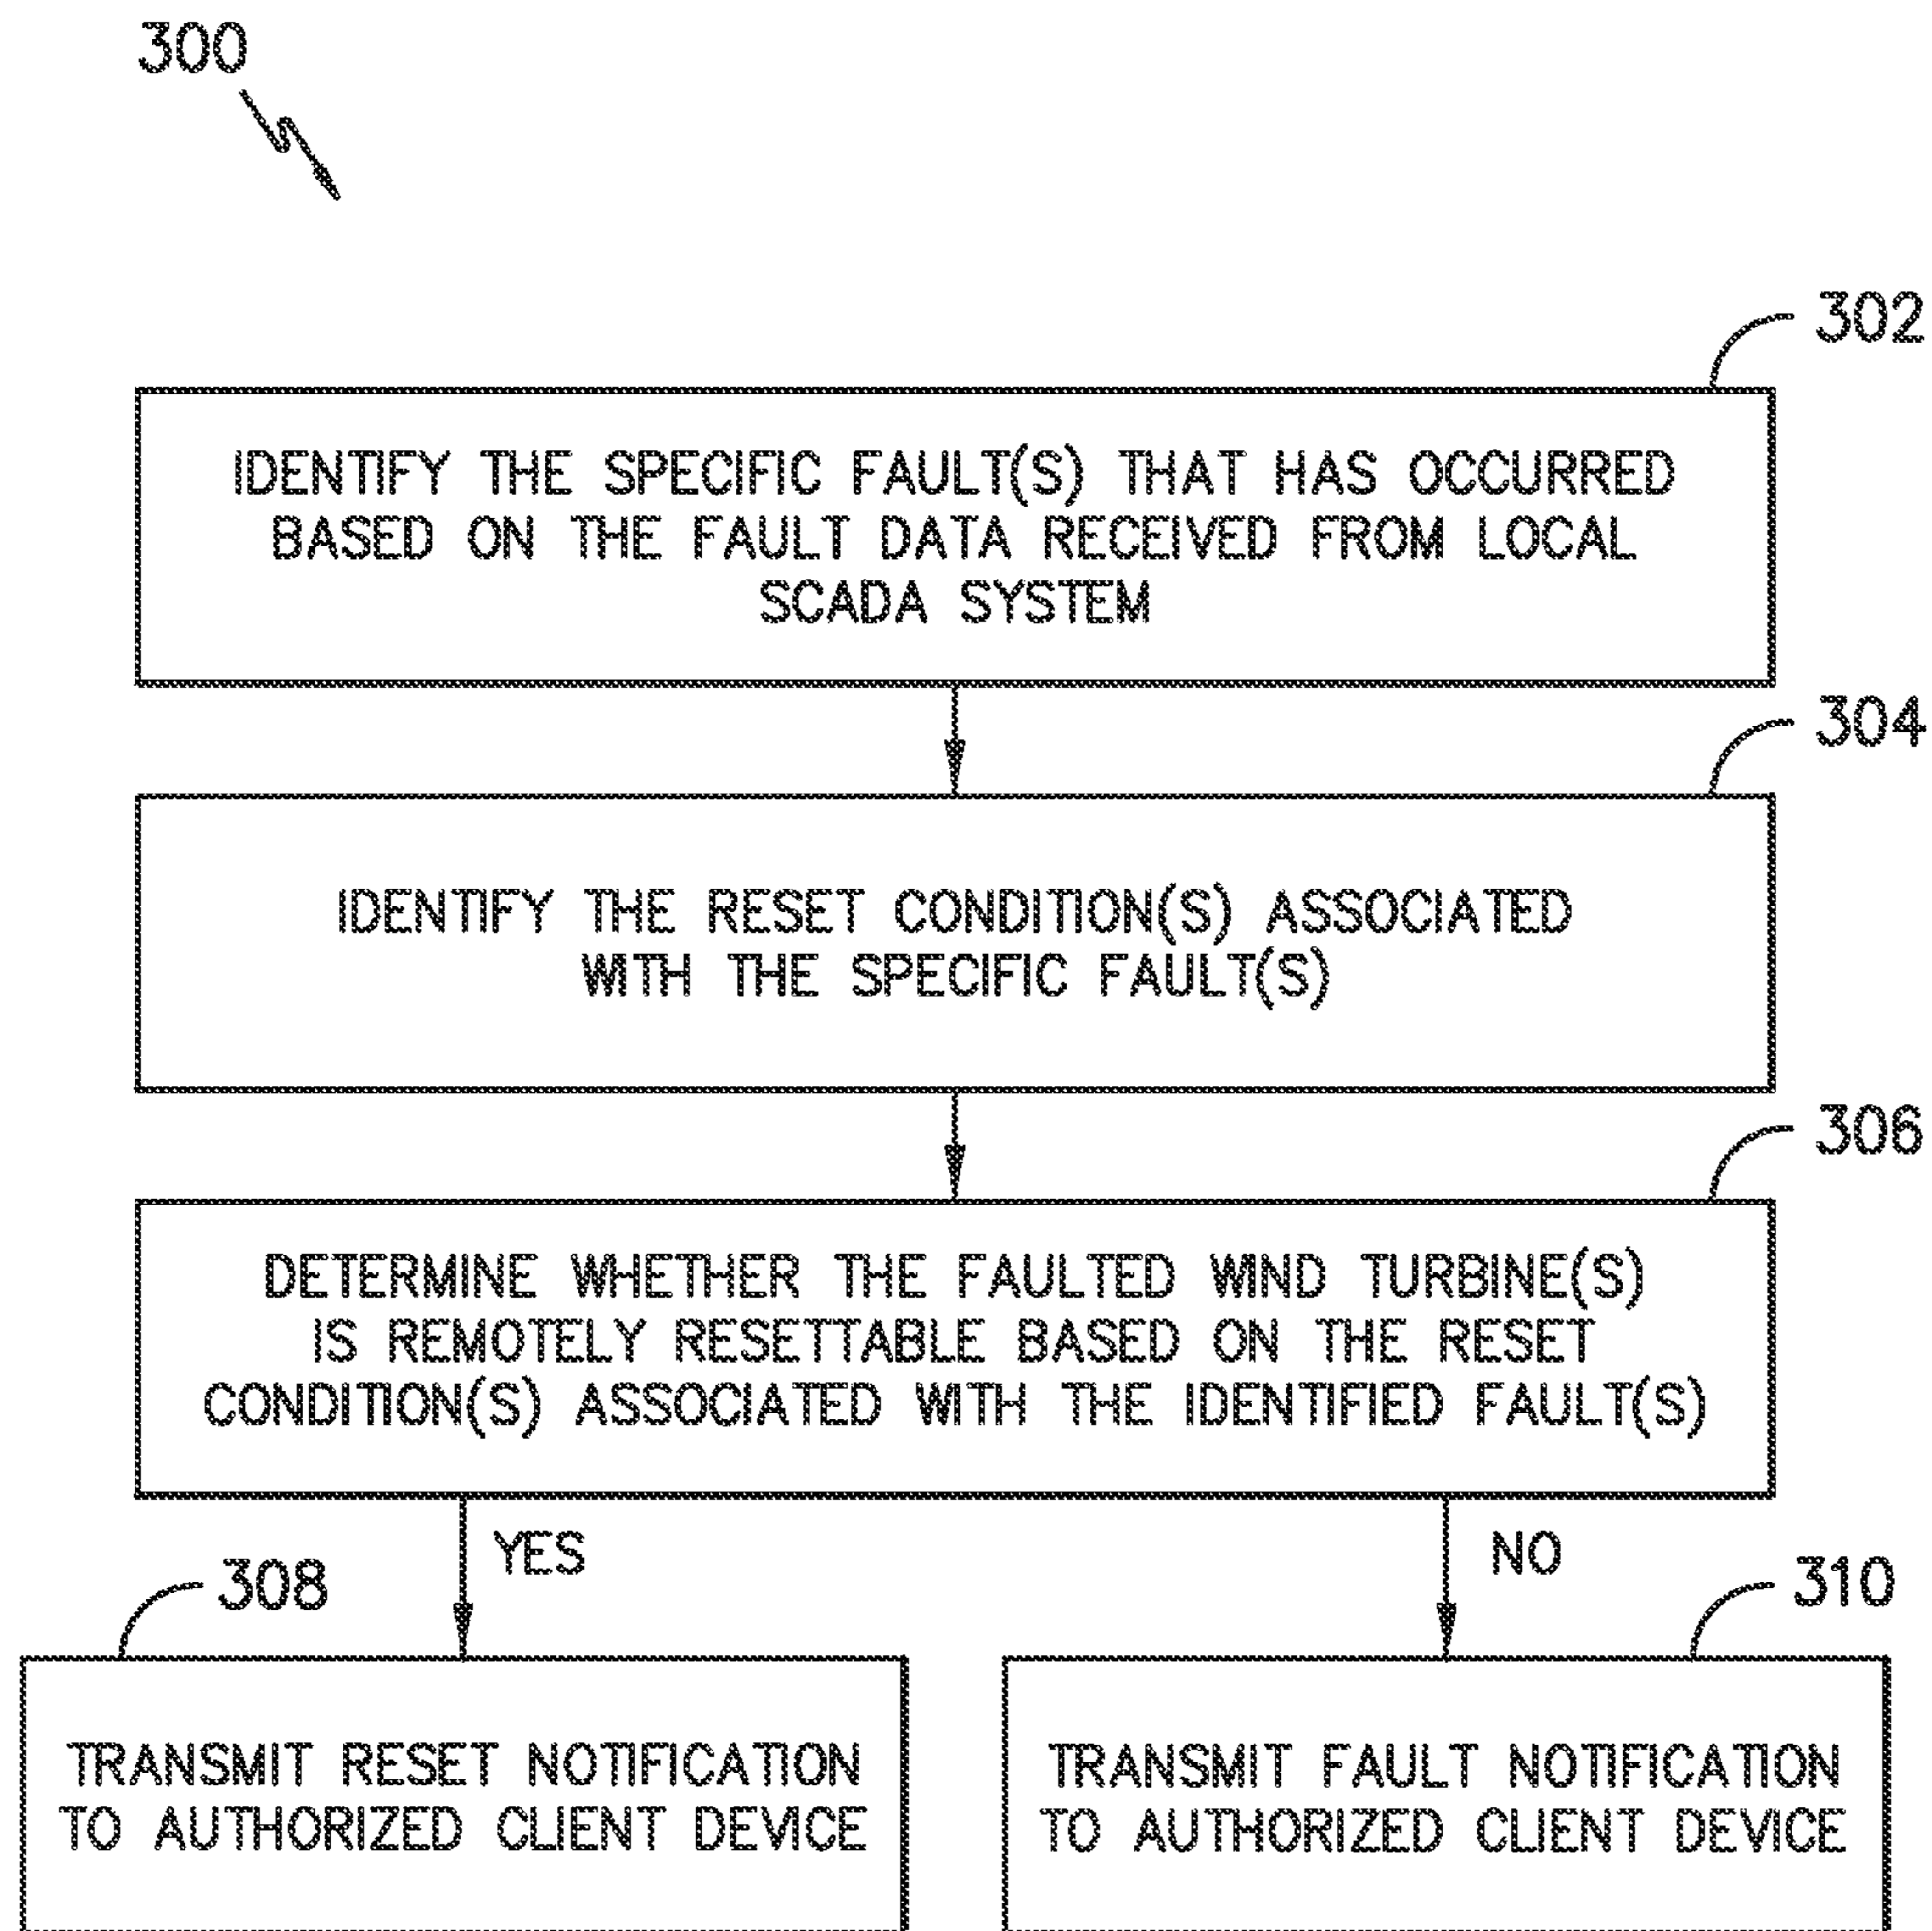 300
302
IDENTIFY THE SPECIFIC FAULT(S) THAT HAS OCCURRED
BASED ON THE FAULT DATA RECEIVED FROM LOCAL
SCADA SYSTEM
304
IDENTIFY THE RESET CONDITION(S) ASSOCIATED
WITH THE SPECIFIC FAULT(S)
306
DETERMINE WHETHER THE FAULTED WIND TURBINE(S)
IS REMOTELY RESETTABLE BASED ON THE RESET
CONDITION(S) ASSOCIATED WITH THE IDENTIFIED FAULT(S)
YES
NO
308
310
TRANSMIT RESET NOTIFICATION
TO AUTHORIZED CLIENT DEVICE
TRANSMIT FAULT NOTIFICATION
TO AUTHORIZED CLIENT DEVICE